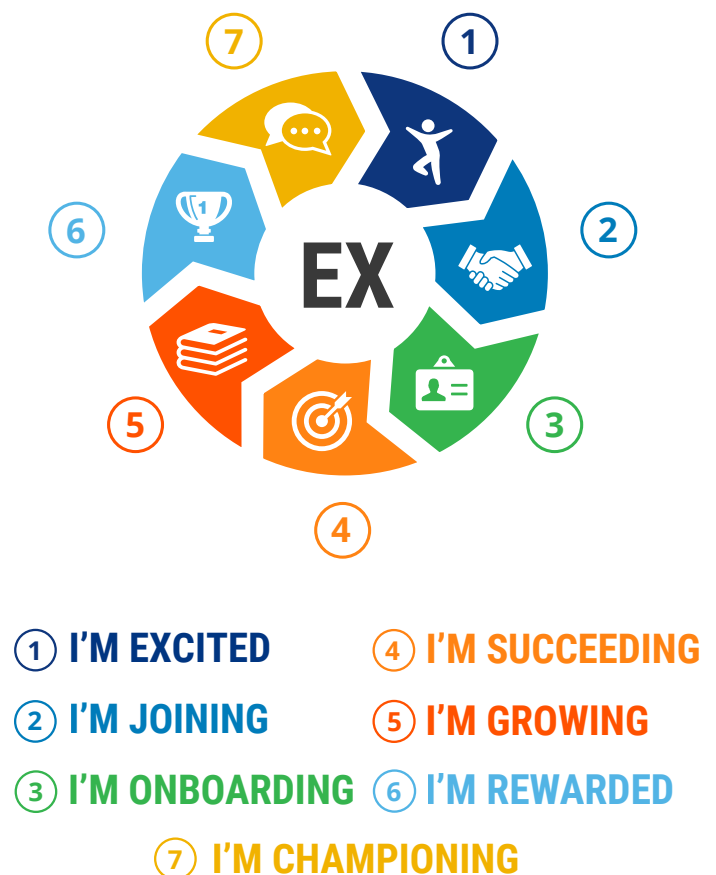 7
1
1
6
2
EX
5
3
4
1 I’M EXCITED
4 I’M SUCCEEDING
2 I’M JOINING
5 I’M GROWING
3 I’M ONBOARDING
6 I’M REWARDED
7 I’M CHAMPIONING